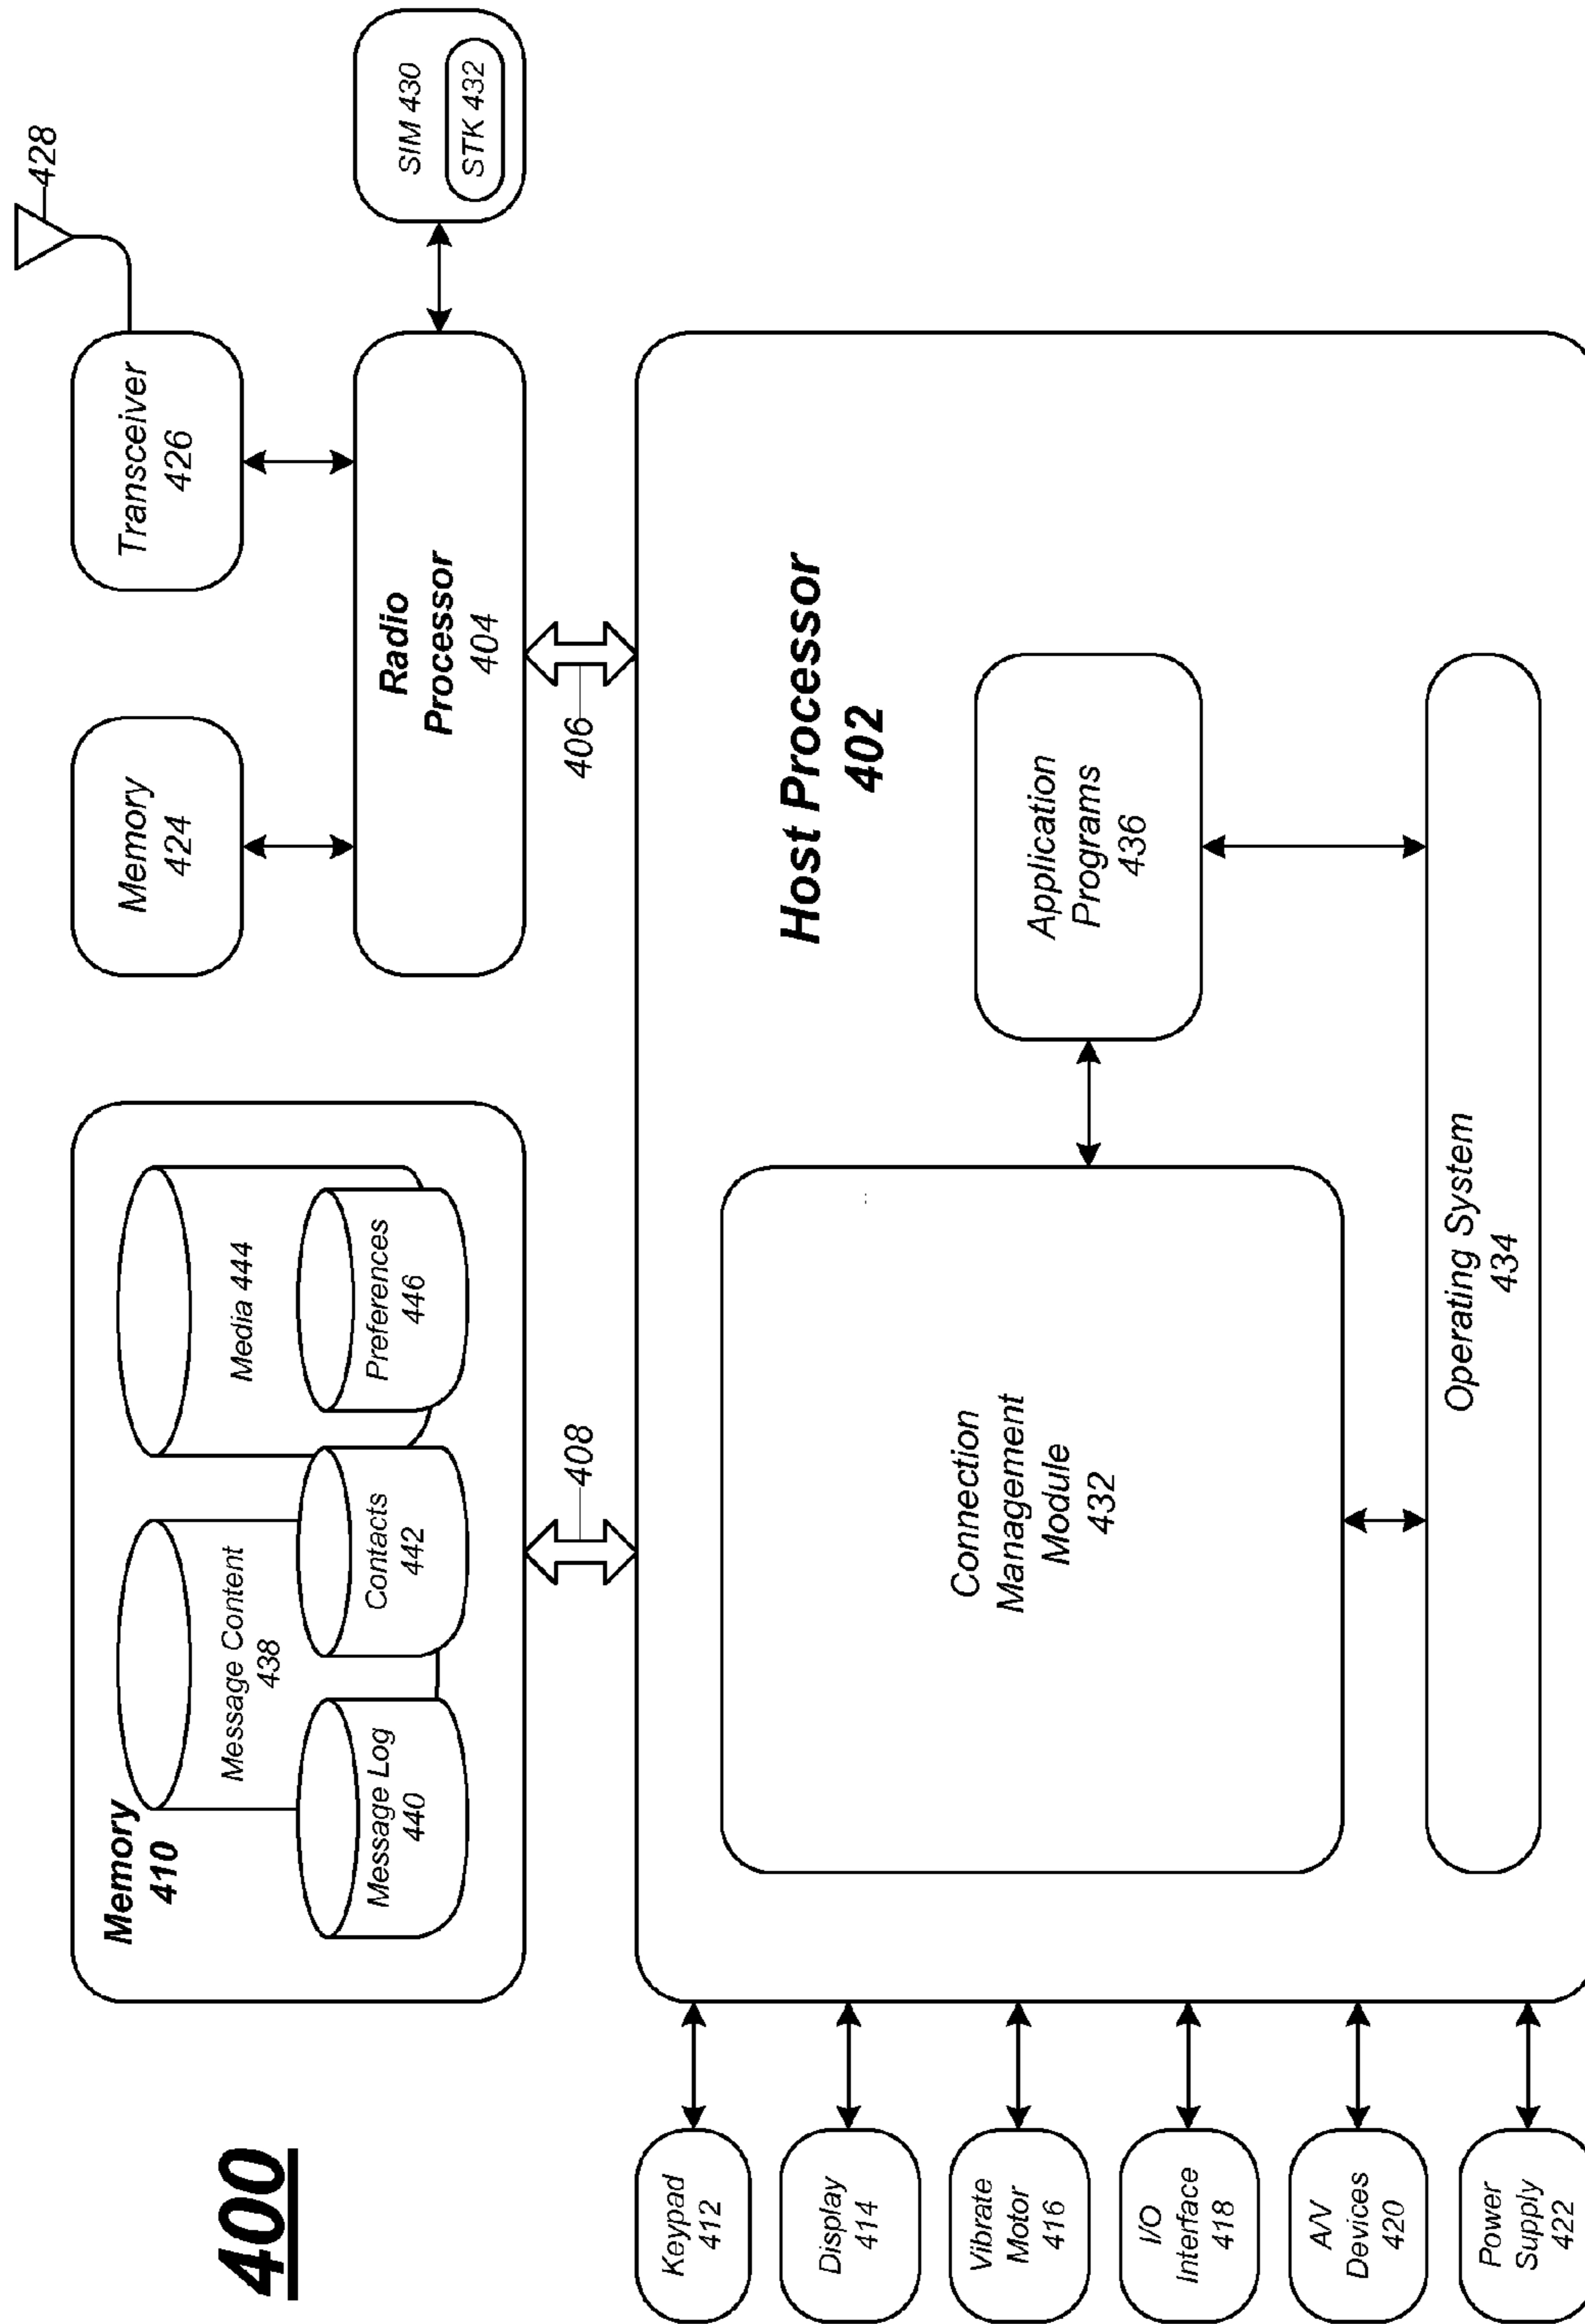 400
Memory
410
Message Content
438
Media 444
Message Log
440
Contacts
442
Preferences
446
Memory
424
Transceiver
426
428
Radio
Processor
404
SIM 430
STK 432
408
406
Keypad
412
Display
414
Vibrate
Motor
416
I/O
Interface
418
A/V
Devices
420
Power
Supply
422
Host Processor
402
Connection
Management
Module
432
Application
Programs
436
Operating System
434